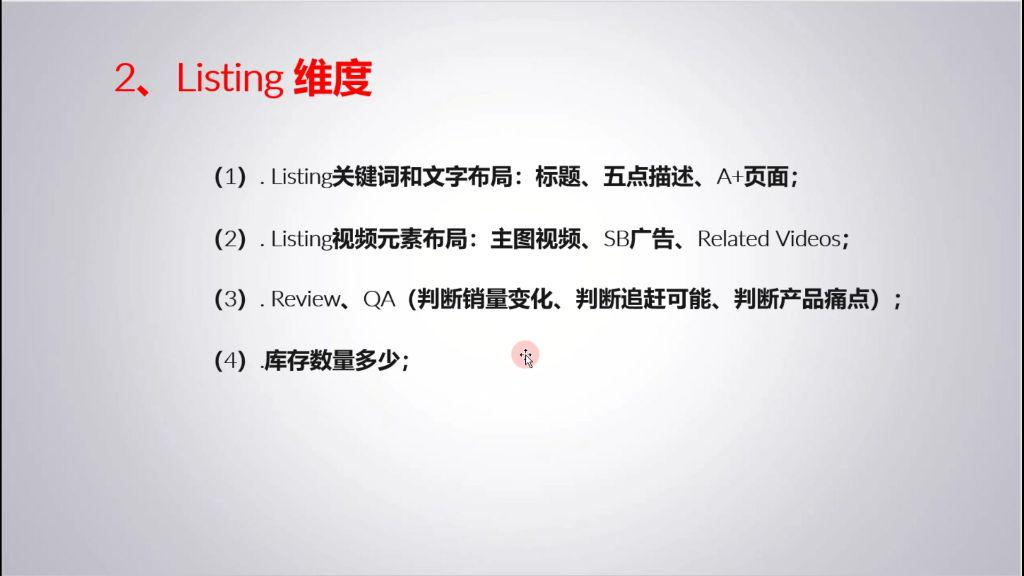 2、Listing 维度
（1）. Listing关键词和文字布局：标题、五点描述、A+页面；
（2）. Listing视频元素布局：主图视频、SB广告、Related Videos；
（3）. Review、QA（判断销量变化、判断追赶可能、判断产品痛点）；
（4）.库存数量多少；